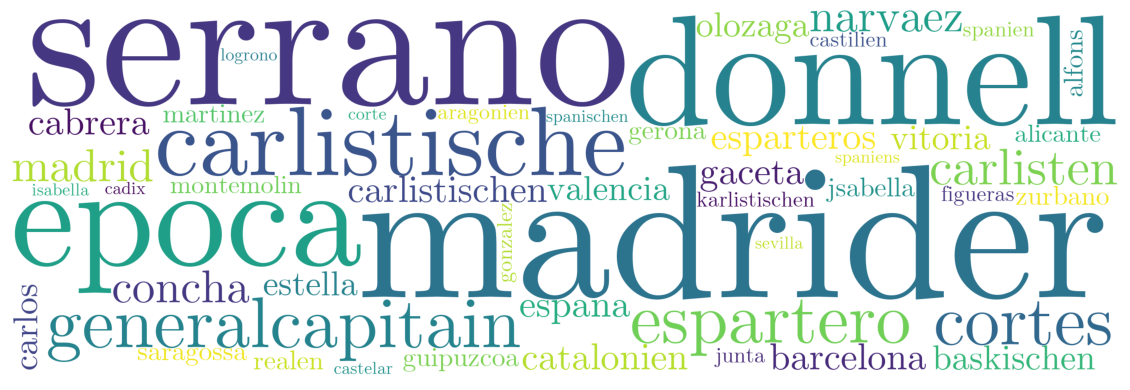 serrano
donnell
olozaga
narvaez
spanien
castilien
alfons
logrono
cabrera
martinez
corte
aragonien
spanischen
gerona
esparteros
vitoria
alicante
carlistische
spaniens
madrid
isabella
cadix
montemolin
carlistischen
valencia
gaceta
jsabella
carlisten
karlistischen
figueras
zurbano
epoca
madrider
gonzalez
sevilla
concha
estella
espana
carlos
generalcapitain
espartero
cortes
saragossa
realen
castelar
guipuzcoa
catalonien
junta
barcelona
baskischen